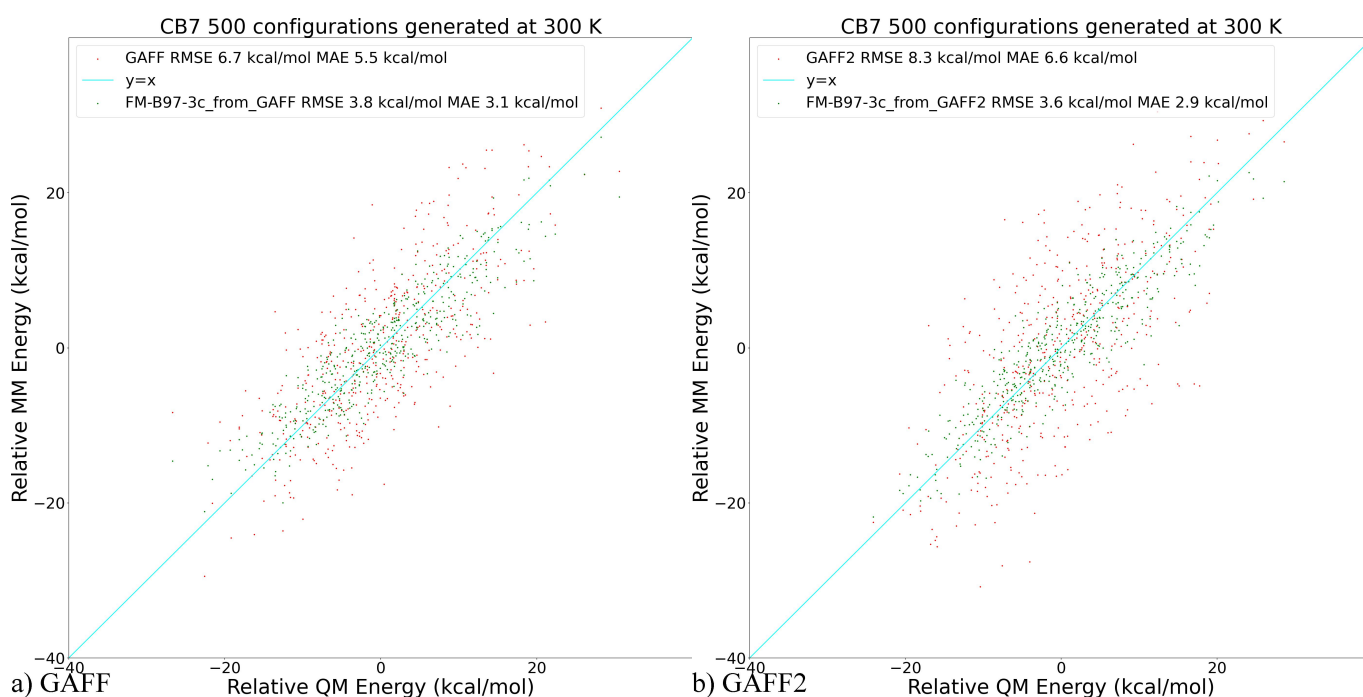 CB7 500 configurations generated at 300 K
GAFF RMSE 6.7 kcal/mol MAE 5.5 kcal/mol
y=x
FM-B97-3c_from_GAFF RMSE 3.8 kcal/mol MAE 3.1 kcal/mol
20
0
−20
−40
Relative MM Energy (kcal/mol)
−40
−20
0
20
Relative QM Energy (kcal/mol)
a) GAFF
CB7 500 configurations generated at 300 K
GAFF2 RMSE 8.3 kcal/mol MAE 6.6 kcal/mol
y=x
FM-B97-3c_from_GAFF2 RMSE 3.6 kcal/mol MAE 2.9 kcal/mol
20
0
−20
−40
Relative MM Energy (kcal/mol)
−40
−20
0
20
Relative QM Energy (kcal/mol)
b) GAFF2